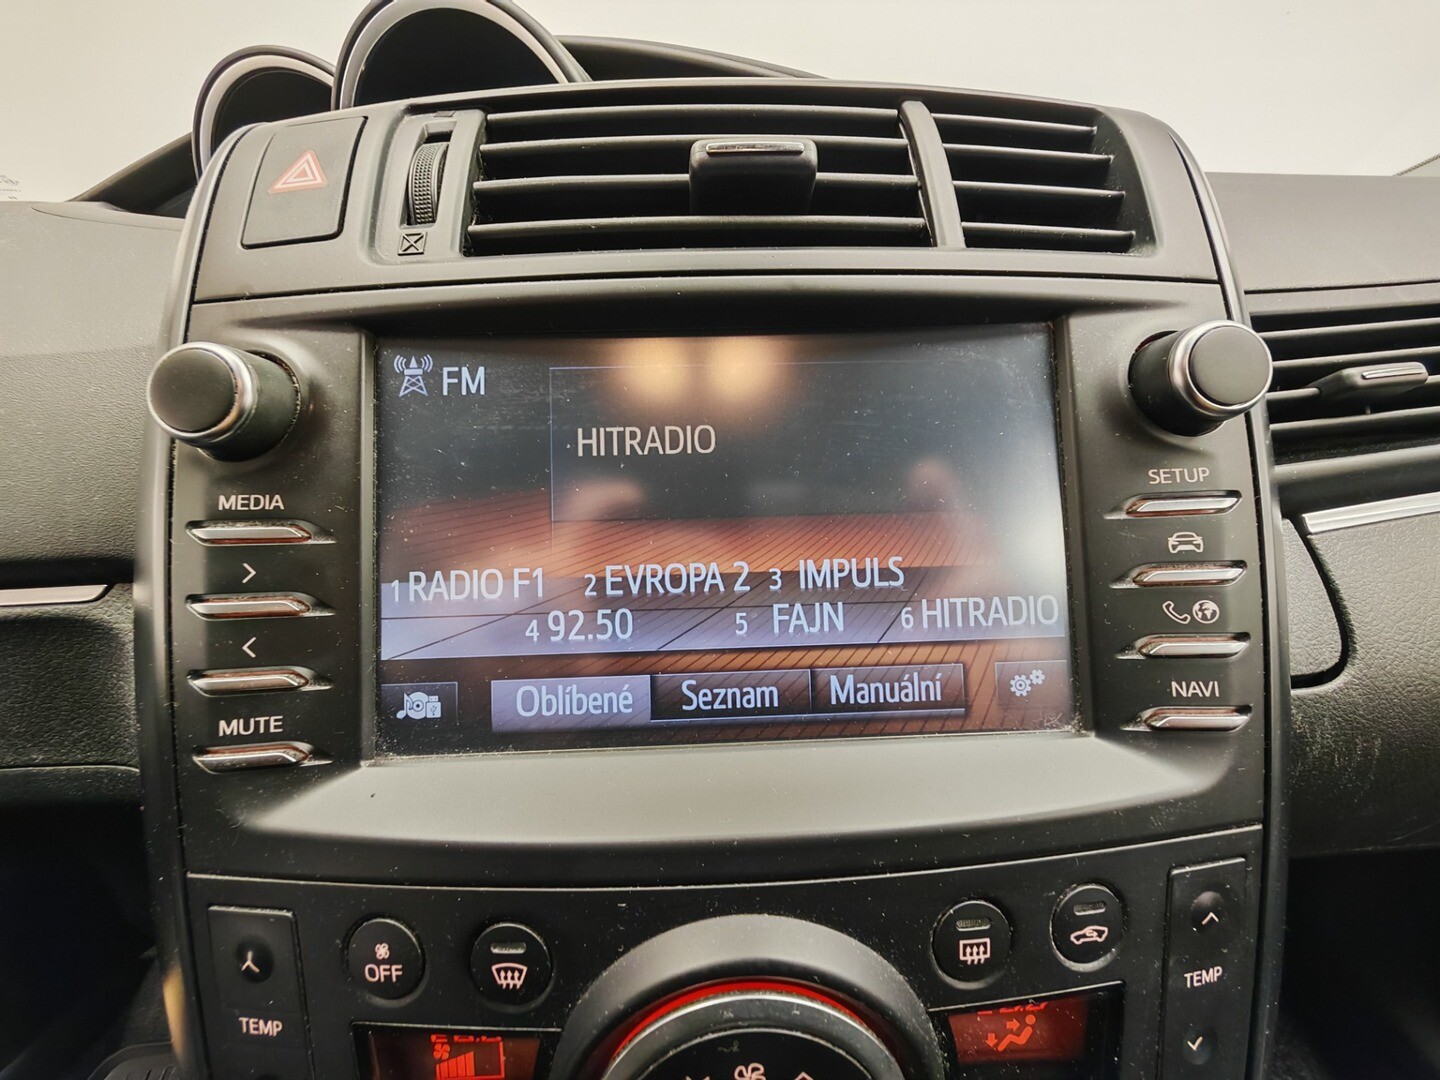 FM
HITRADIO
1 RADIO F1 2 EVROPA 2 3 IMPULS
4 92.50 5 FAJN 6 HITRADIO
Oblíbené Seznam Manuální
MEDIA
>
<
MUTE
SETUP
NAVI
TEMP
OFF
TEMP